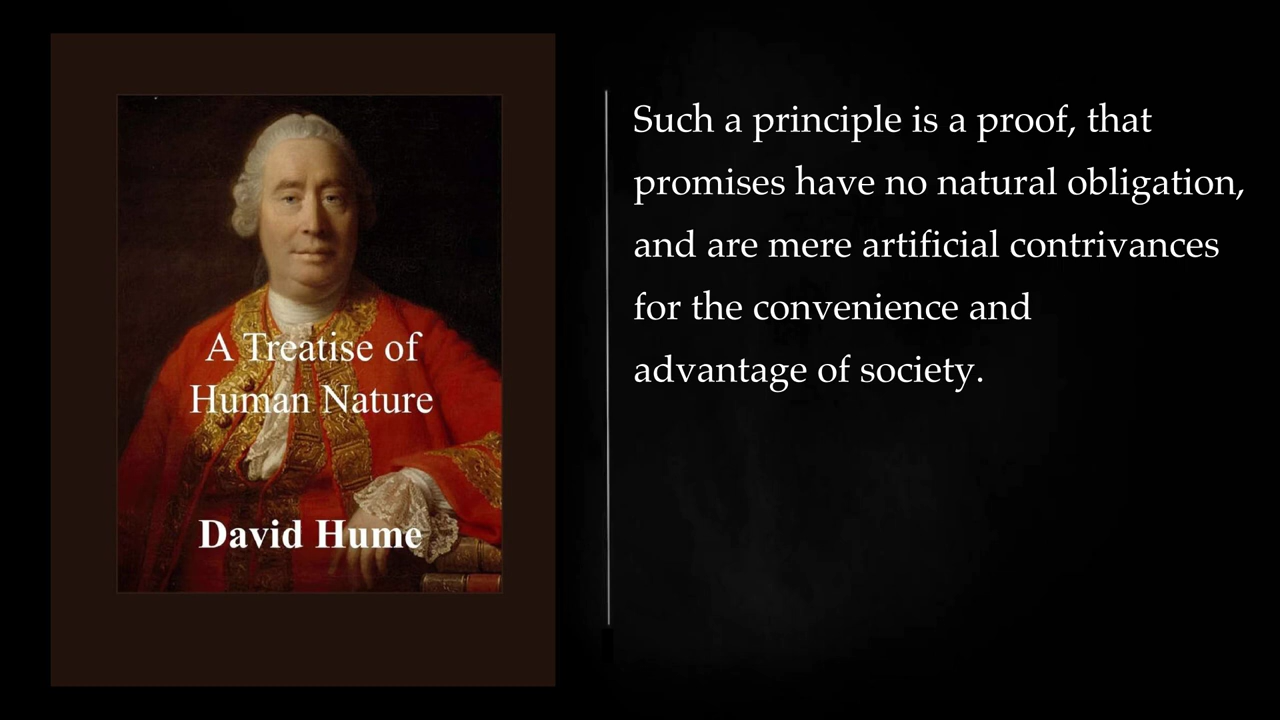 A Treatise of
Human Nature
David Hume
Such a principle is a proof, that
promises have no natural obligation,
and are mere artificial contrivances
for the convenience and
advantage of society.